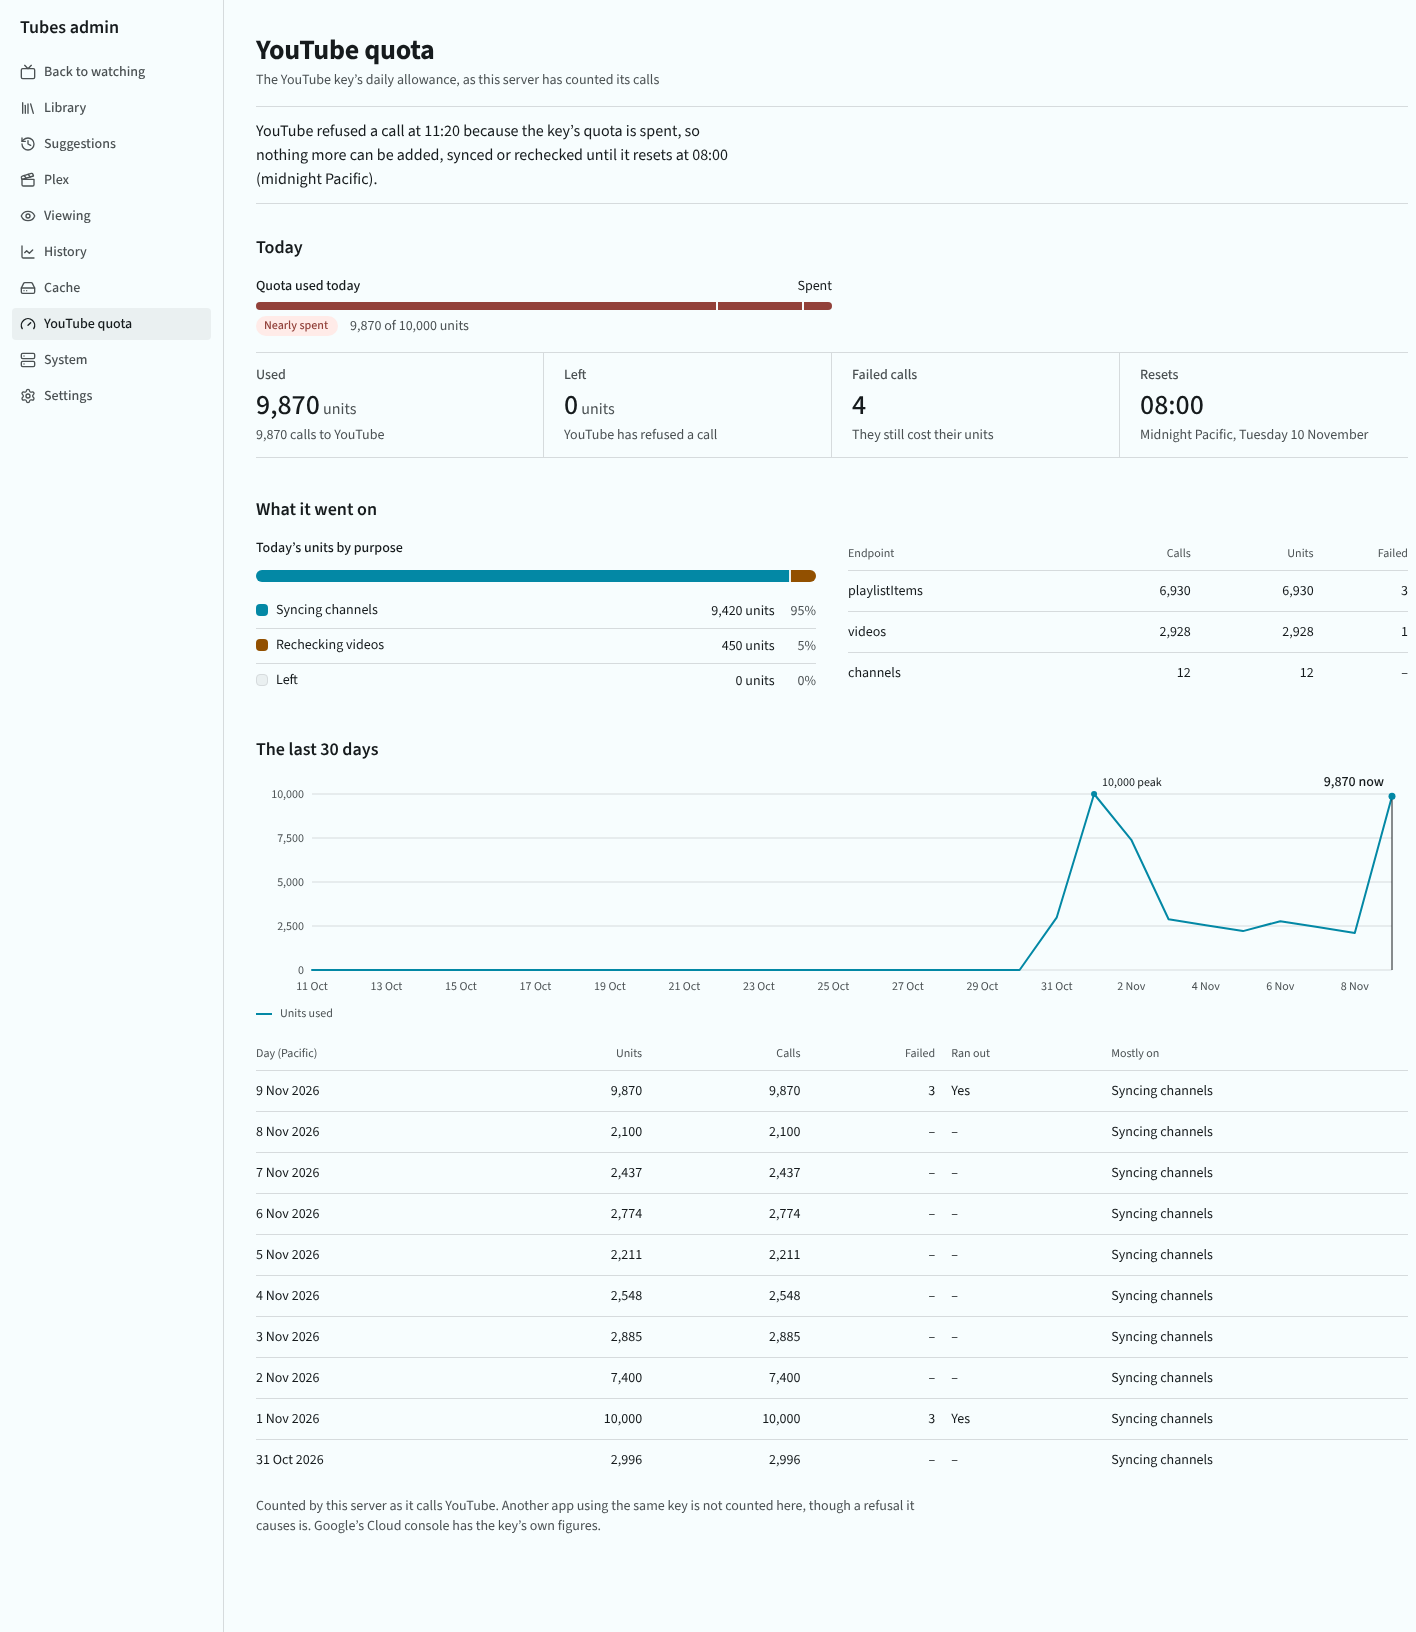 Tubes admin
Back to watching
Library
Suggestions
Plex
Viewing
History
Cache
YouTube quota
System
Settings
YouTube quota
The YouTube key’s daily allowance, as this server has counted its calls
YouTube refused a call at 11:20 because the key’s quota is spent, so
nothing more can be added, synced or rechecked until it resets at 08:00
(midnight Pacific).
Today
Quota used today Spent
Nearly spent 9,870 of 10,000 units
Used Left Failed calls Resets
9,870 units 0 units 4 08:00
9,870 calls to YouTube YouTube has refused a call They still cost their units Midnight Pacific, Tuesday 10 November
What it went on
Today’s units by purpose
Syncing channels 9,420 units 95%
Rechecking videos 450 units 5%
Left 0 units 0%
Endpoint Calls Units Failed
playlistItems 6,930 6,930 3
videos 2,928 2,928 1
channels 12 12 –
The last 30 days
10,000 peak 9,870 now
10,000
7,500
5,000
2,500
0
11 Oct 13 Oct 15 Oct 17 Oct 19 Oct 21 Oct 23 Oct 25 Oct 27 Oct 29 Oct 31 Oct 2 Nov 4 Nov 6 Nov 8 Nov
Units used
Day (Pacific) Units Calls Failed Ran out Mostly on
9 Nov 2026 9,870 9,870 3 Yes Syncing channels
8 Nov 2026 2,100 2,100 – – Syncing channels
7 Nov 2026 2,437 2,437 – – Syncing channels
6 Nov 2026 2,774 2,774 – – Syncing channels
5 Nov 2026 2,211 2,211 – – Syncing channels
4 Nov 2026 2,548 2,548 – – Syncing channels
3 Nov 2026 2,885 2,885 – – Syncing channels
2 Nov 2026 7,400 7,400 – – Syncing channels
1 Nov 2026 10,000 10,000 3 Yes Syncing channels
31 Oct 2026 2,996 2,996 – – Syncing channels
Counted by this server as it calls YouTube. Another app using the same key is not counted here, though a refusal it
causes is. Google’s Cloud console has the key’s own figures.